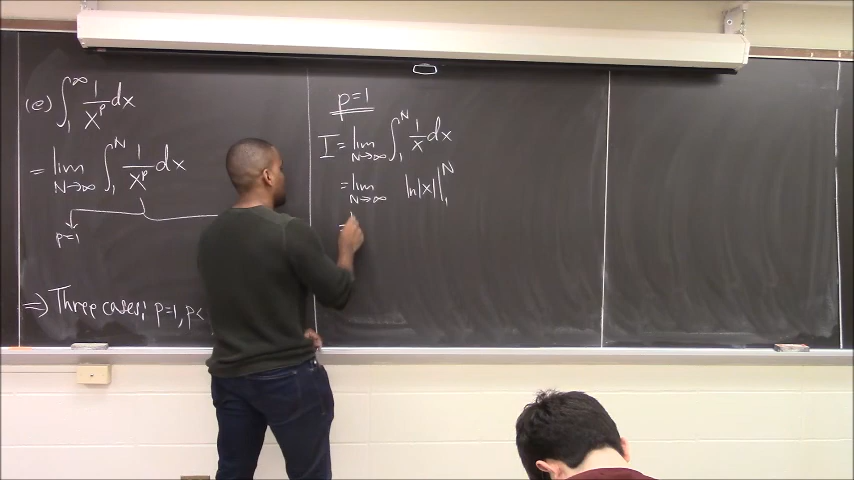 (e) ∫₁^∞ 1/x^p dx
= lim N→∞ ∫₁^N 1/x^p dx
p=1
⇒ Three cases: p=1, p<
p=1
I = lim N→∞ ∫₁^N 1/x dx
= lim N→∞ ln|x| |₁^N
=